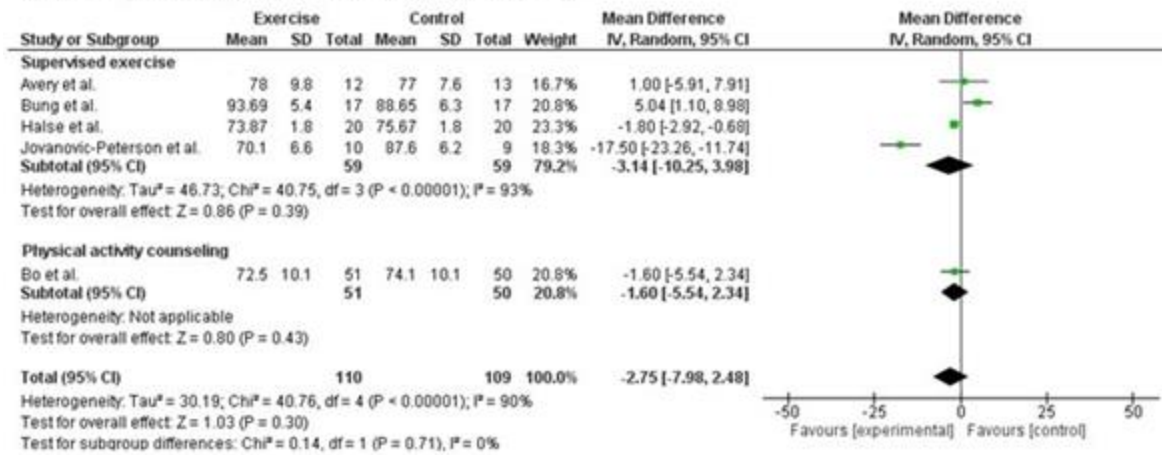 Exercise Control Mean Difference Mean Difference
Study or Subgroup Mean SD Total Mean SD Total Weight IV, Random, 95% CI IV, Random, 95% CI
Supervised exercise
Avery et al. 78 9.8 12 77 7.6 13 16.7% 1.00 [-5.91, 7.91]
Bung et al. 93.69 5.4 17 88.65 6.3 17 20.8% 5.04 [1.10, 8.98]
Halse et al. 73.87 1.8 20 75.67 1.8 20 23.3% -1.80 [-2.92, -0.68]
Jovanovic-Peterson et al. 70.1 6.6 10 87.6 6.2 9 18.3% -17.50 [-23.26, -11.74]
Subtotal (95% CI) 59 59 79.2% -3.14 [-10.25, 3.98]
Heterogeneity: Tau² = 46.73; Chi² = 40.75, df = 3 (P < 0.00001); I² = 93%
Test for overall effect: Z = 0.86 (P = 0.39)
Physical activity counseling
Bo et al. 72.5 10.1 51 74.1 10.1 50 20.8% -1.60 [-5.54, 2.34]
Subtotal (95% CI) 51 50 20.8% -1.60 [-5.54, 2.34]
Heterogeneity: Not applicable
Test for overall effect: Z = 0.80 (P = 0.43)
Total (95% CI) 110 109 100.0% -2.75 [-7.98, 2.48]
Heterogeneity: Tau² = 30.19; Chi² = 40.76, df = 4 (P < 0.00001); I² = 90%
Test for overall effect: Z = 1.03 (P = 0.30)
Test for subgroup differences: Chi² = 0.14, df = 1 (P = 0.71), I² = 0%
-50 -25 0 25 50
Favours [experimental] Favours [control]